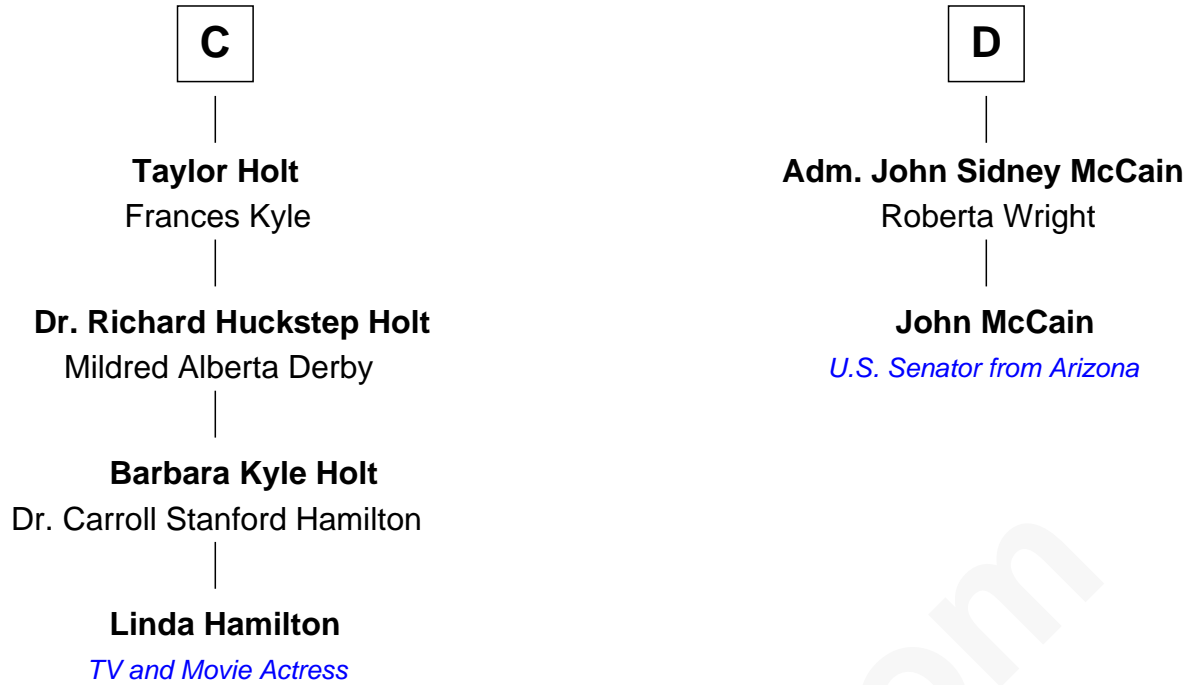 C
Taylor Holt
Frances Kyle
Dr. Richard Huckstep Holt
Mildred Alberta Derby
Barbara Kyle Holt
Dr. Carroll Stanford Hamilton
Linda Hamilton
TV and Movie Actress
D
Adm. John Sidney McCain
Roberta Wright
John McCain
U.S. Senator from Arizona
om